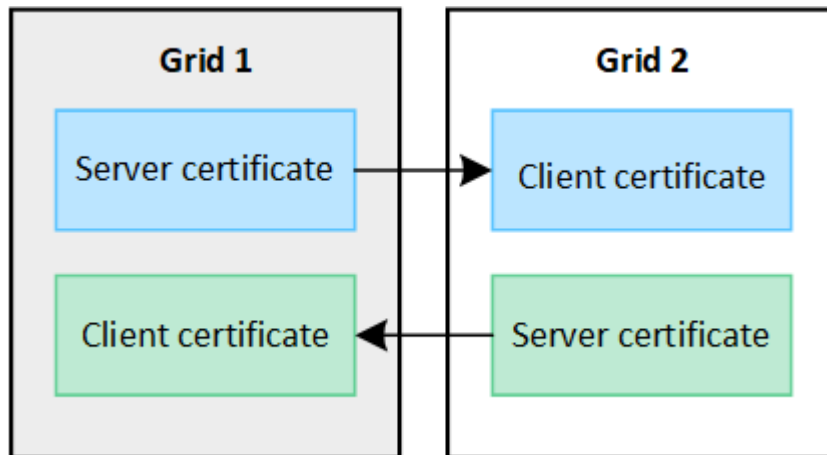 Grid 1
Grid 2
Server certificate
Client certificate
Client certificate
Server certificate